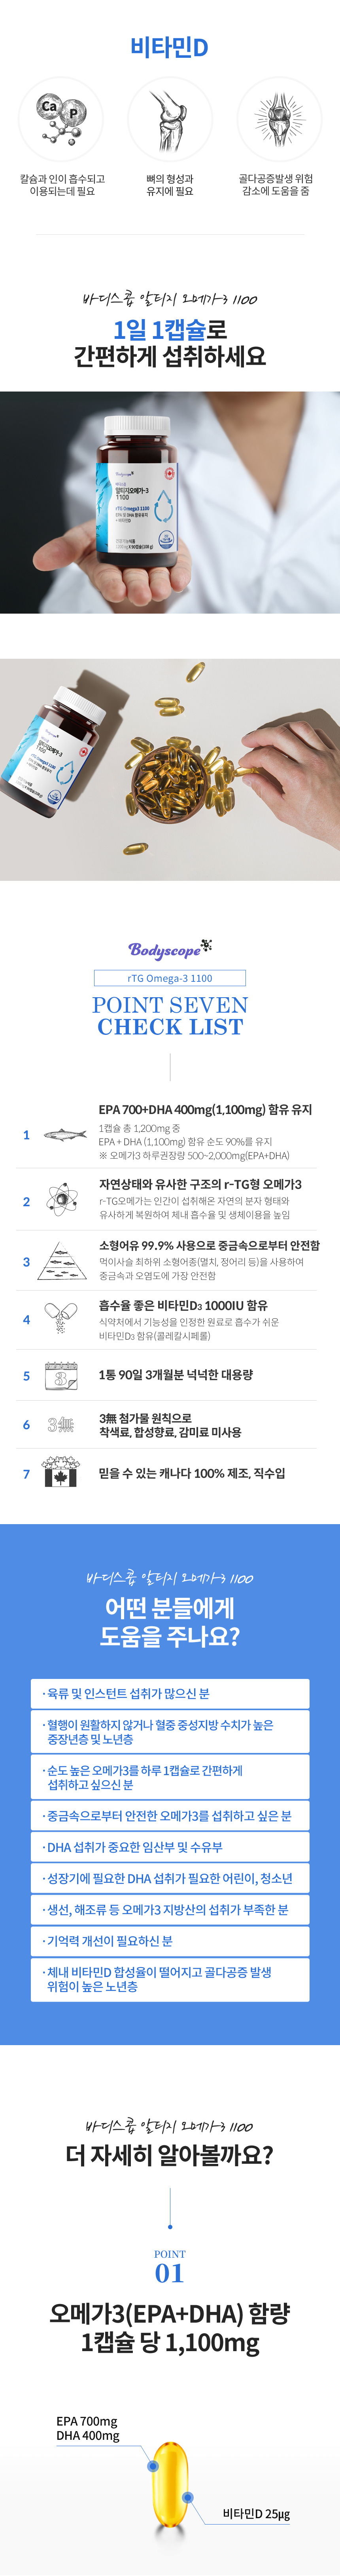 비타민D
Ca
P
칼슘과 인이 흡수되고
이용되는데 필요
뼈의 형성과
유지에 필요
골다공증발생 위험
감소에 도움을 줌
바디스콥 알티지 오메가-3 1100
1일 1캡슐로
간편하게 섭취하세요
Bodyscope
알티지오메가-3
1100
rTG Omega3 1100
Bodyscope
rTG Omega3 1100
Bodyscope
rTG Omega-3 1100
POINT SEVEN
CHECK LIST
1
EPA 700+DHA 400mg(1,100mg) 함유 유지
1캡슐 총 1,200mg 중
EPA + DHA (1,100mg) 함유 순도 90%를 유지
※ 오메가3 하루권장량 500~2,000mg(EPA+DHA)
2
자연상태와 유사한 구조의 r-TG형 오메가3
r-TG오메가는 인간이 섭취해온 자연의 분자 형태와
유사하게 복원하여 체내 흡수율 및 생체이용을 높임
3
소형어유 99.9% 사용으로 중금속으로부터 안전함
먹이사슬 최하위 소형어종(멸치, 정어리 등)을 사용하여
중금속과 오염도에 가장 안전함
4
흡수율 좋은 비타민D3 1000IU 함유
식약처에서 기능성을 인정한 원료로 흡수가 쉬운
비타민D3 함유(콜레칼시페롤)
5
3
1통 90일 3개월분 넉넉한 대용량
6
3無
3無 첨가물 원칙으로
착색료, 합성향료, 감미료 미사용
7
믿을 수 있는 캐나다 100% 제조, 직수입
바디스콥 알티지 오메가-3 1100
어떤 분들에게
도움을 주나요?
· 육류 및 인스턴트 섭취가 많으신 분
· 혈행이 원활하지 않거나 혈중 중성지방 수치가 높은
중장년층 및 노년층
· 순도 높은 오메가3를 하루 1캡슐로 간편하게
섭취하고 싶으신 분
· 중금속으로부터 안전한 오메가3를 섭취하고 싶은 분
· DHA 섭취가 중요한 임산부 및 수유부
· 성장기에 필요한 DHA 섭취가 필요한 어린이, 청소년
· 생선, 해조류 등 오메가3 지방산의 섭취가 부족한 분
· 기억력 개선이 필요하신 분
· 체내 비타민D 합성율이 떨어지고 골다공증 발생
위험이 높은 노년층
바디스콥 알티지 오메가-3 1100
더 자세히 알아볼까요?
POINT
01
오메가3(EPA+DHA) 함량
1캡슐 당 1,100mg
EPA 700mg
DHA 400mg
비타민D 25μg